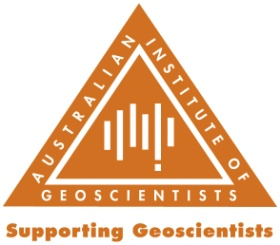 AUSTRALIAN INSTITUTE OF
GEOSCIENTISTS
Supporting Geoscientists